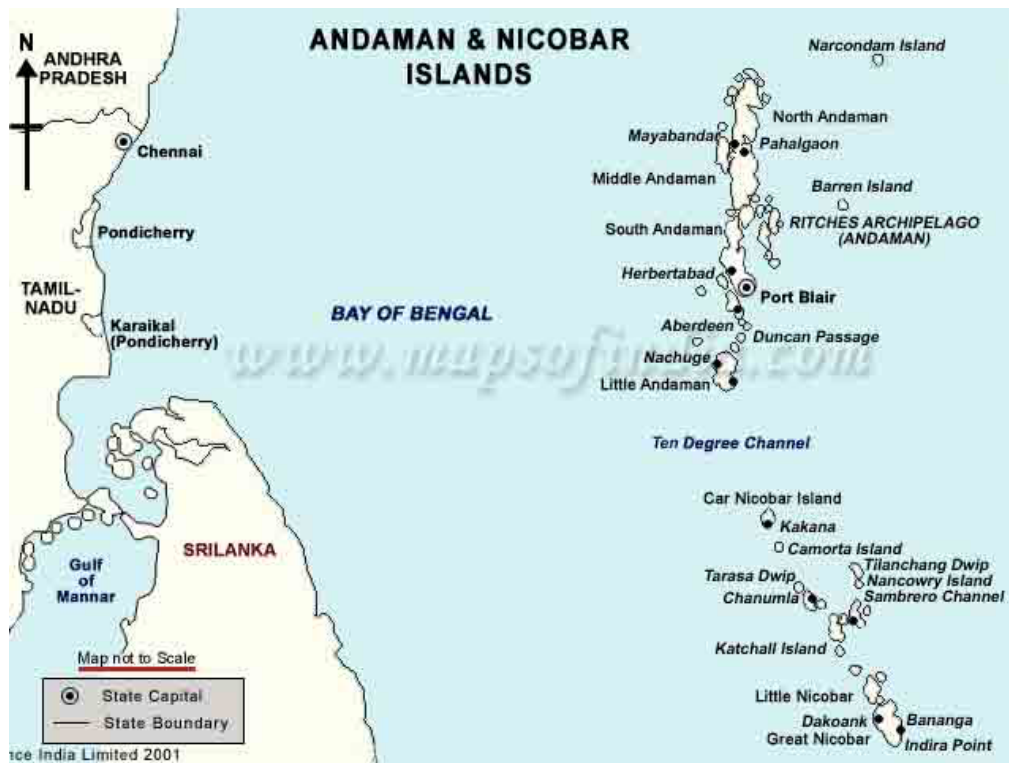 ANDAMAN & NICOBAR
ISLANDS
N
ANDHRA
PRADESH
Chennai
Pondicherry
TAMIL-
NADU
Karaikal
(Pondicherry)
BAY OF BENGAL
www.mapsofindia.com
Narcondam Island
North Andaman
Mayabandar
Pahalgaon
Middle Andaman
Barren Island
RITCHES ARCHIPELAGO
(ANDAMAN)
South Andaman
Herbertabad
Port Blair
Aberdeen
Duncan Passage
Nachuge
Little Andaman
Ten Degree Channel
Car Nicobar Island
Kakana
Camorta Island
Tilanchang Dwip
Tarasa Dwip
Nancowry Island
Chanumla
Sambrero Channel
Katchall Island
Little Nicobar
Dakoank
Bananga
Great Nicobar
Indira Point
SRILANKA
Gulf
of
Mannar
Map not to Scale
State Capital
State Boundary
nce India Limited 2001